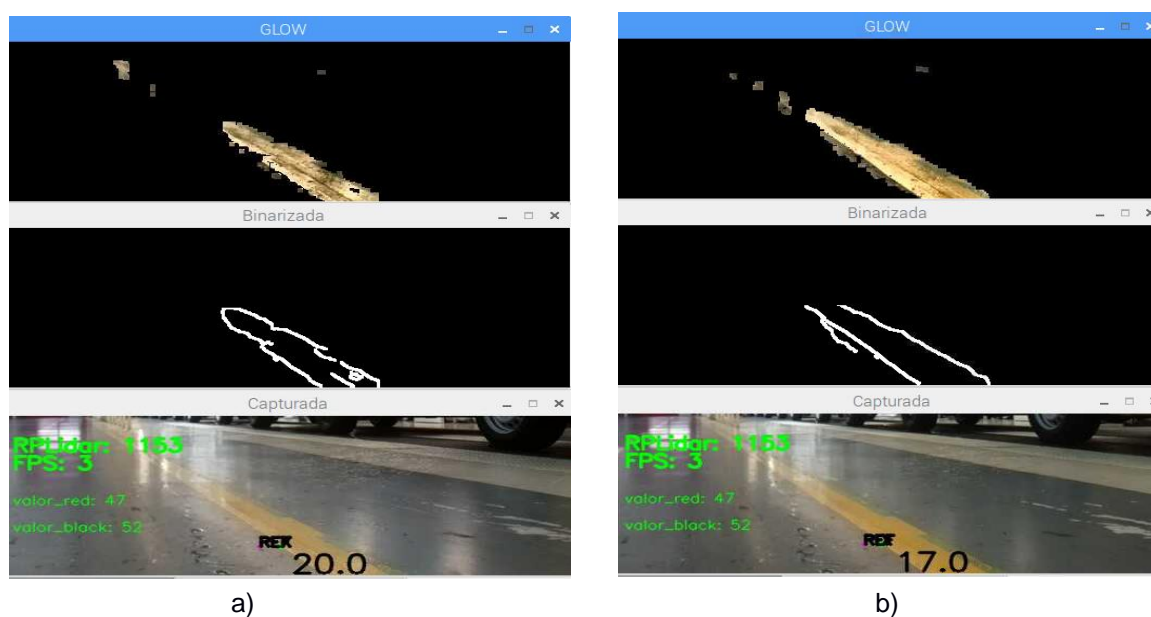 GLOW
Binarizada
Capturada
RPLidar: 1153
FPS: 3
valor_red: 47
valor_black: 52
20.0
a)
GLOW
Binarizada
Capturada
RPLidar: 1153
FPS: 3
valor_red: 47
valor_black: 52
REF
17.0
b)